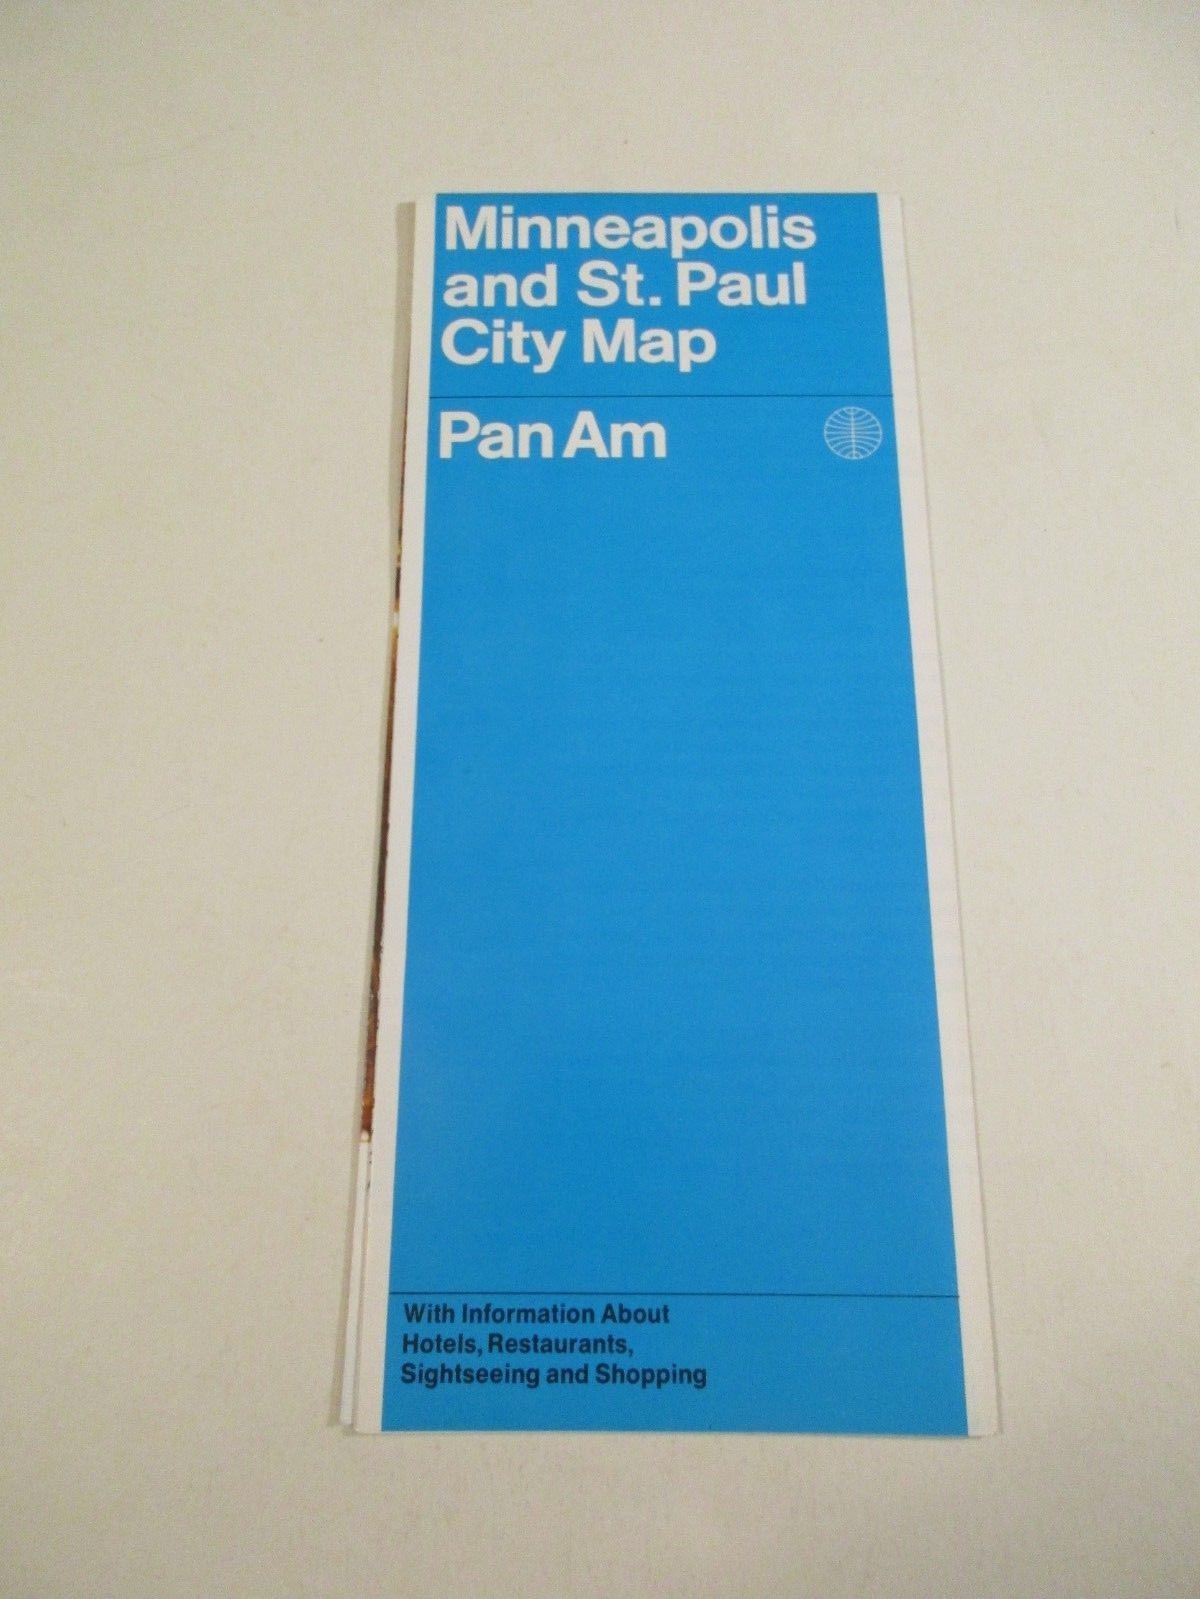 Minneapolis
and St. Paul
City Map
Pan Am
With Information About
Hotels, Restaurants,
Sightseeing and Shopping